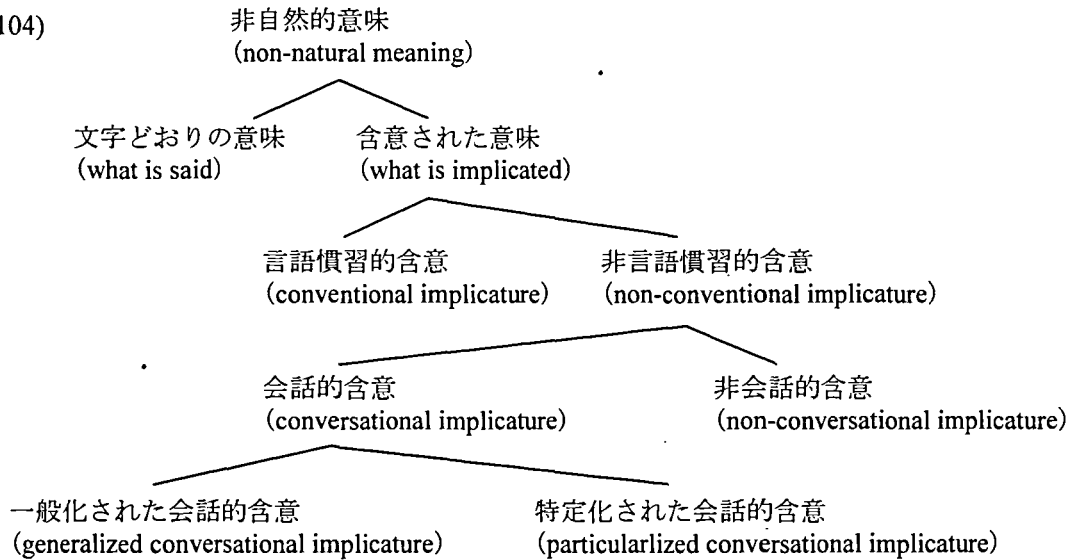 104)
非自然的意味
(non-natural meaning)
文字どおりの意味 含意された意味
(what is said) (what is implicated)
言語慣習的含意 非言語慣習的含意
(conventional implicature) (non-conventional implicature)
会話的含意 非会話的含意
(conversational implicature) (non-conversational implicature)
一般化された会話的含意 特定化された会話的含意
(generalized conversational implicature) (particularlized conversational implicature)